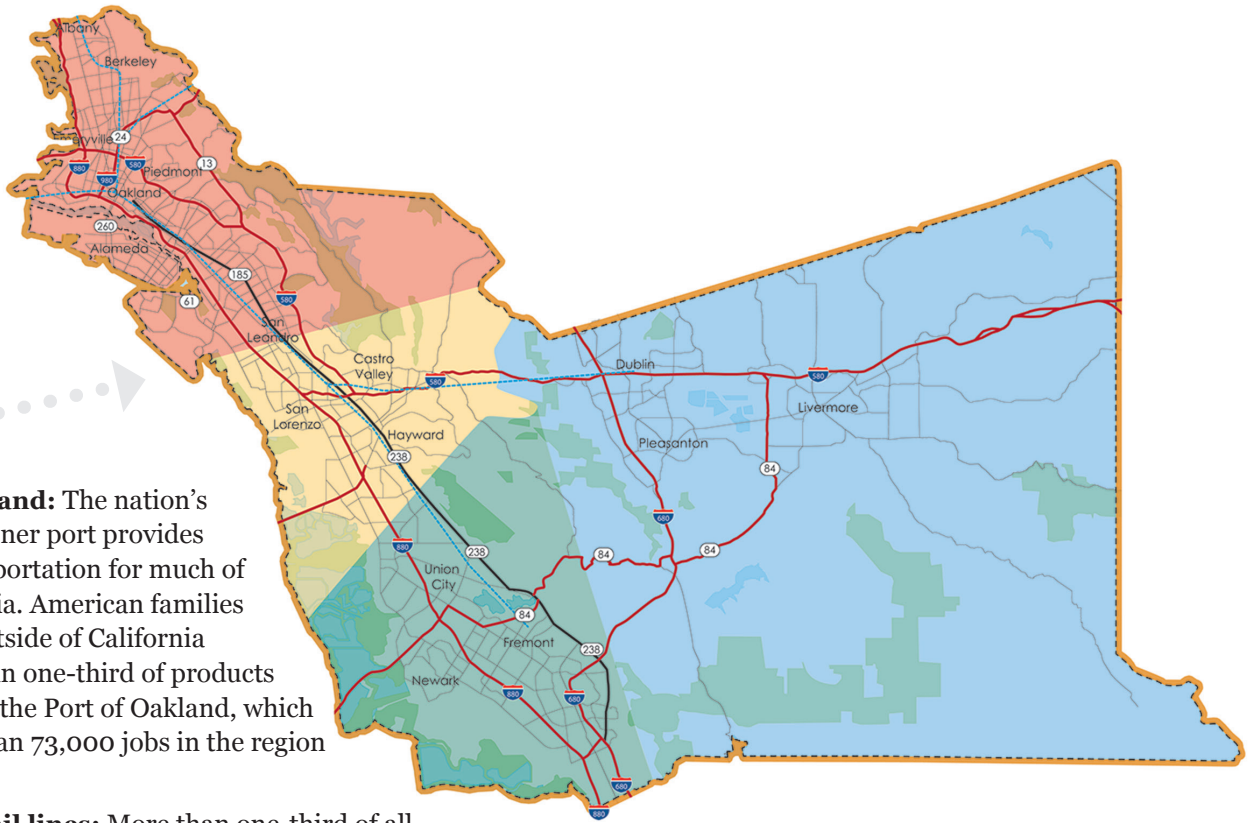 Albany
Berkeley
Emeryville
24
13
880
580
980
Piedmont
Oakland
260
Alameda
185
61
580
San
Leandro
Castro
Valley
580
Dublin
580
San
Lorenzo
Hayward
238
Pleasanton
Livermore
84
680
880
238
84
84
Union
City
84
Fremont
238
Newark
880
680
680
880
and: The nation's
ner port provides
portation for much of
ia. American families
tside of California
an one-third of products
the Port of Oakland, which
an 73,000 jobs in the region
il lines: More than one-third of all